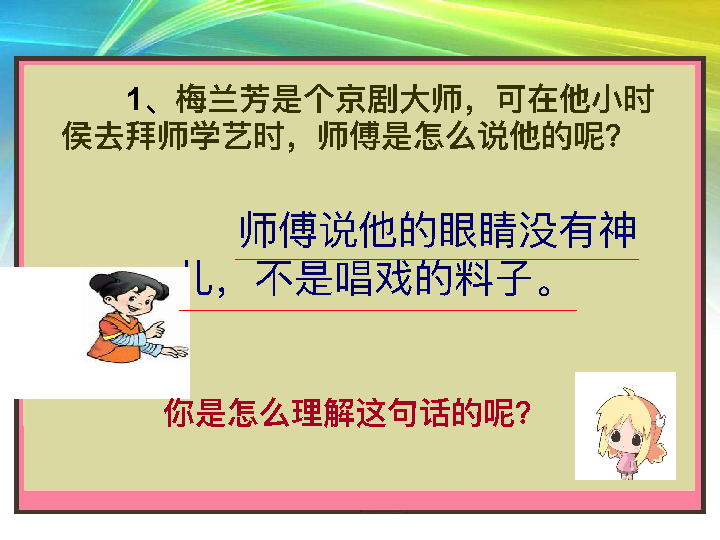 1、梅兰芳是个京剧大师，可在他小时
侯去拜师学艺时，师傅是怎么说他的呢？
师傅说他的眼睛没有神
儿，不是唱戏的料子。
你是怎么理解这句话的呢？